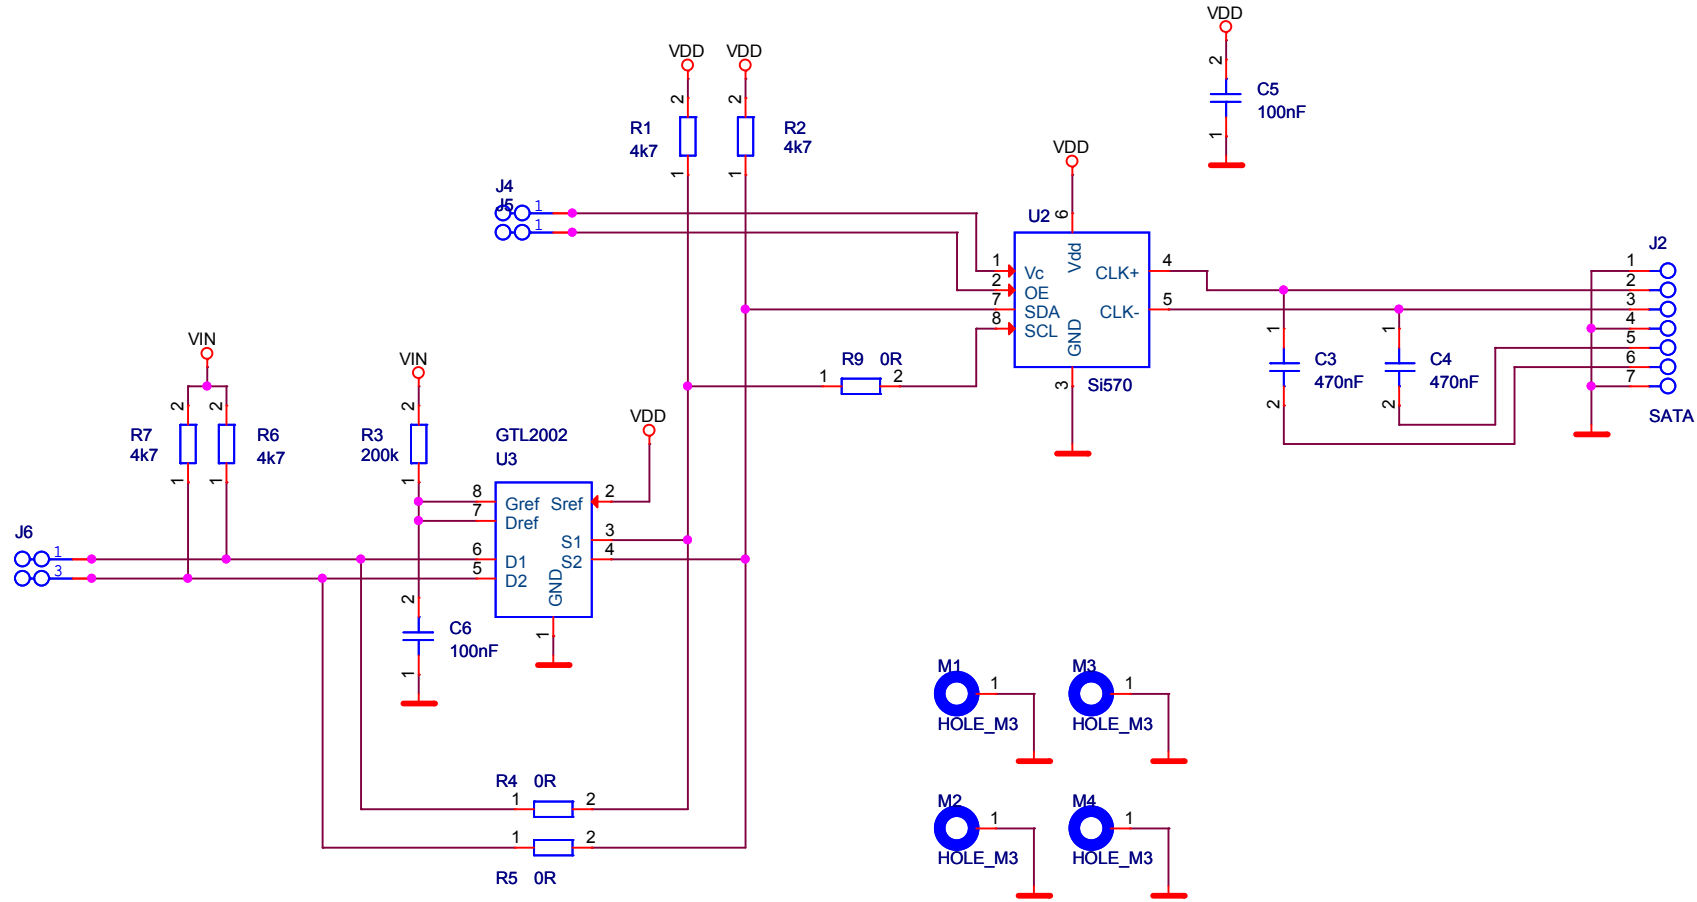 VDD
2
C5
100nF
1
VDD
VDD
2
2
R1
4k7
R2
4k7
1
1
VDD
J4
J5
1
1
U2
6
Vdd
1
Vc
2
OE
7
SDA
8
SCL
CLK+
4
CLK-
5
GND
3
Si570
J2
1
2
3
4
5
6
7
SATA
1
C3
470nF
2
1
C4
470nF
2
R9 0R
1
2
VIN
2
2
R7
4k7
R6
4k7
1
1
VIN
2
R3
200k
1
VDD
GTL2002
U3
8
Gref
Sref
2
7
Dref
S1
3
6
D1
S2
4
5
D2
GND
1
J6
1
3
2
C6
100nF
1
R4 0R
1
2
1
2
R5 0R
M1
1
HOLE_M3
M3
1
HOLE_M3
M2
1
HOLE_M3
M4
1
HOLE_M3